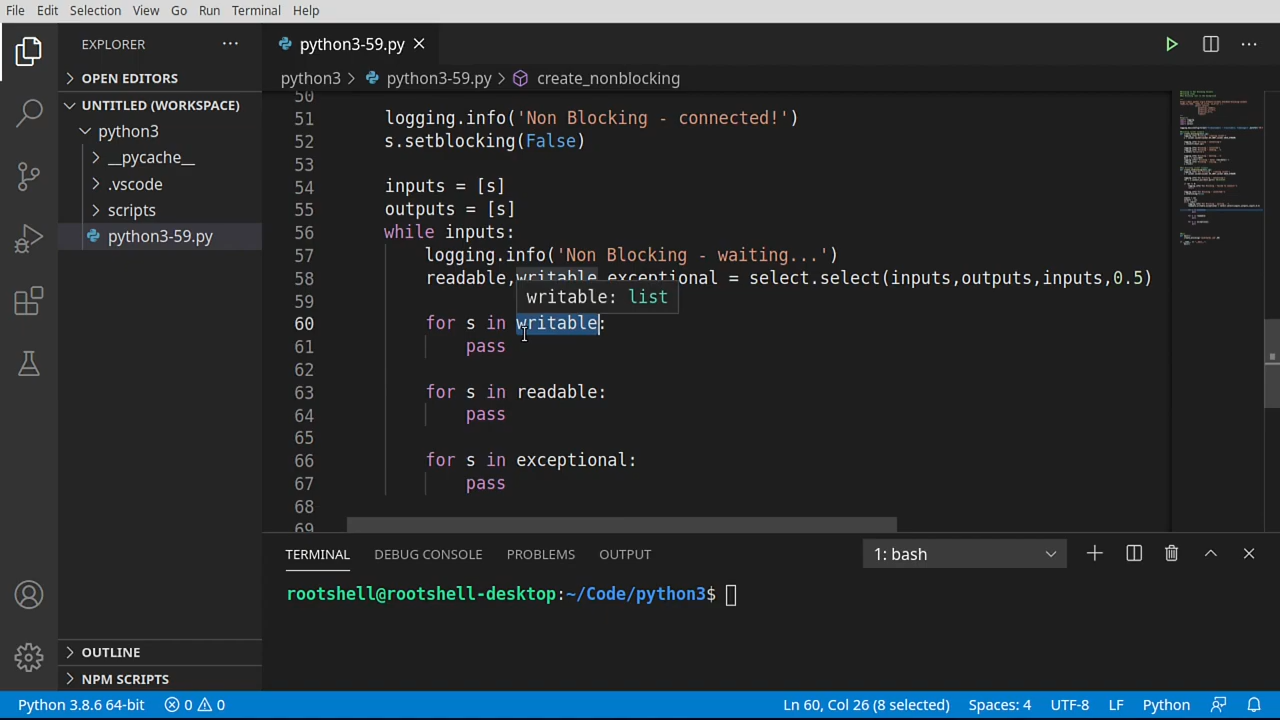 File Edit Selection View Go Run Terminal Help
EXPLORER
OPEN EDITORS
UNTITLED (WORKSPACE)
python3
__pycache__
.vscode
scripts
python3-59.py
OUTLINE
NPM SCRIPTS
python3-59.py
python3 > python3-59.py > create_nonblocking
50
51 logging.info('Non Blocking - connected!')
52 s.setblocking(False)
53
54 inputs = [s]
55 outputs = [s]
56 while inputs:
57 logging.info('Non Blocking - waiting...')
58 readable,writable,exceptional = select.select(inputs,outputs,inputs,0.5)
writable: list
59
60 for s in writable:
61 pass
62
63 for s in readable:
64 pass
65
66 for s in exceptional:
67 pass
68
69
TERMINAL DEBUG CONSOLE PROBLEMS OUTPUT 1: bash
rootshell@rootshell-desktop:~/Code/python3$
Python 3.8.6 64-bit 0 0 Ln 60, Col 26 (8 selected) Spaces: 4 UTF-8 LF Python